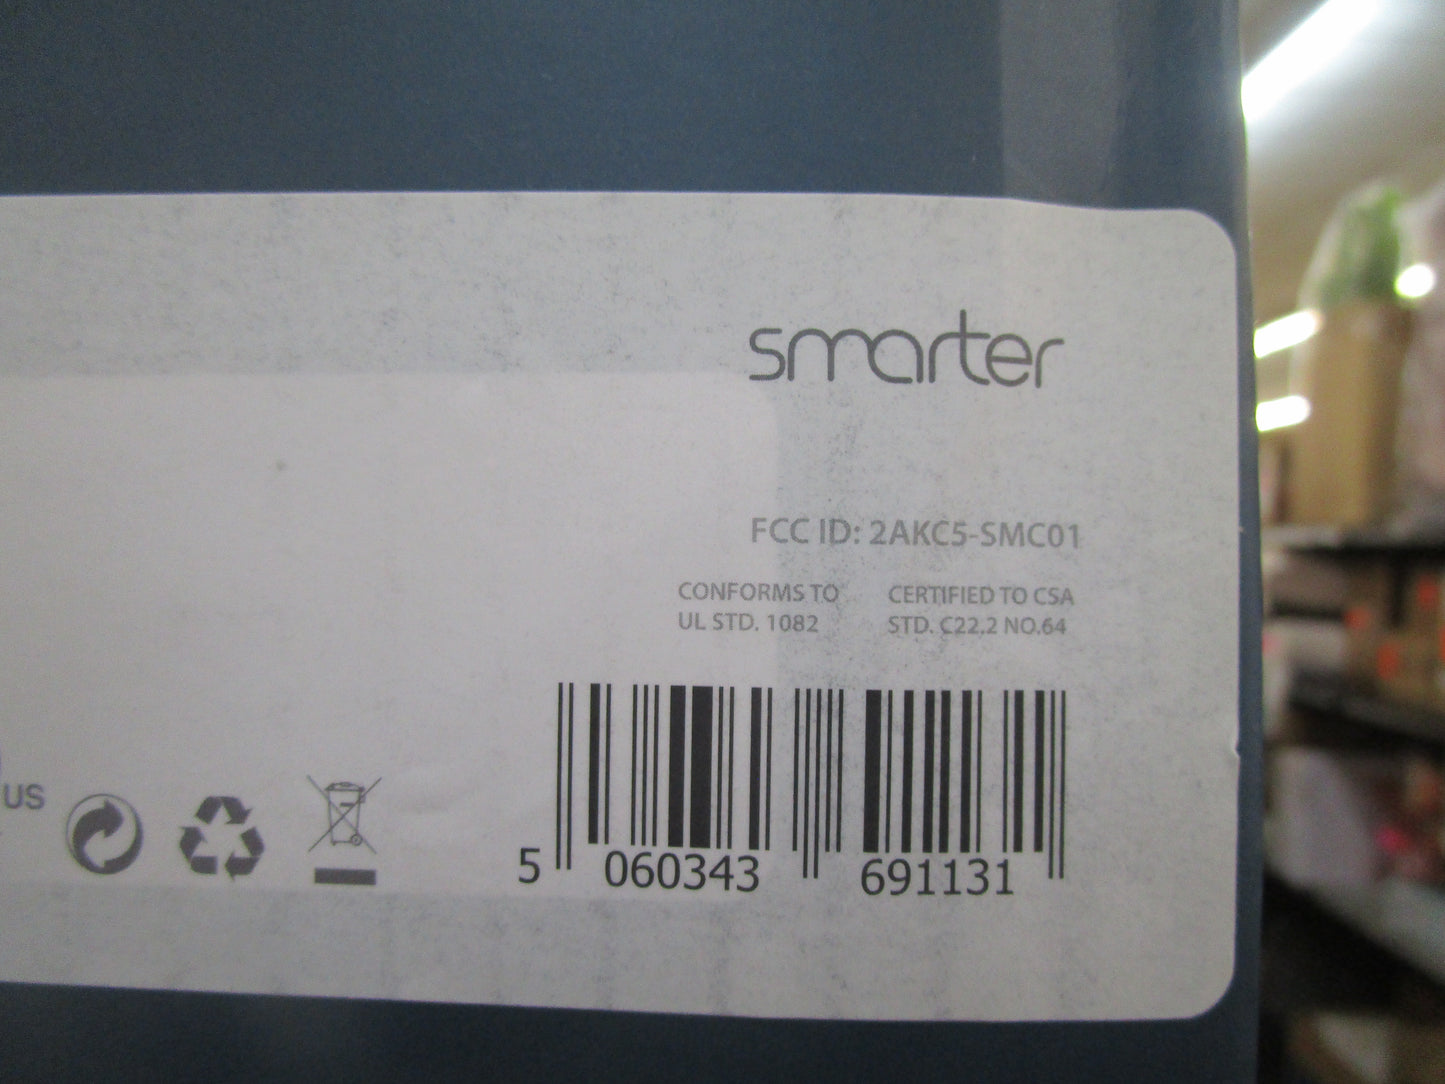 smarter
FCC ID: 2AKC5-SMC01
CONFORMS TO
UL STD. 1082
CERTIFIED TO CSA
STD. C22.2 NO.64
US
5 060343 691131